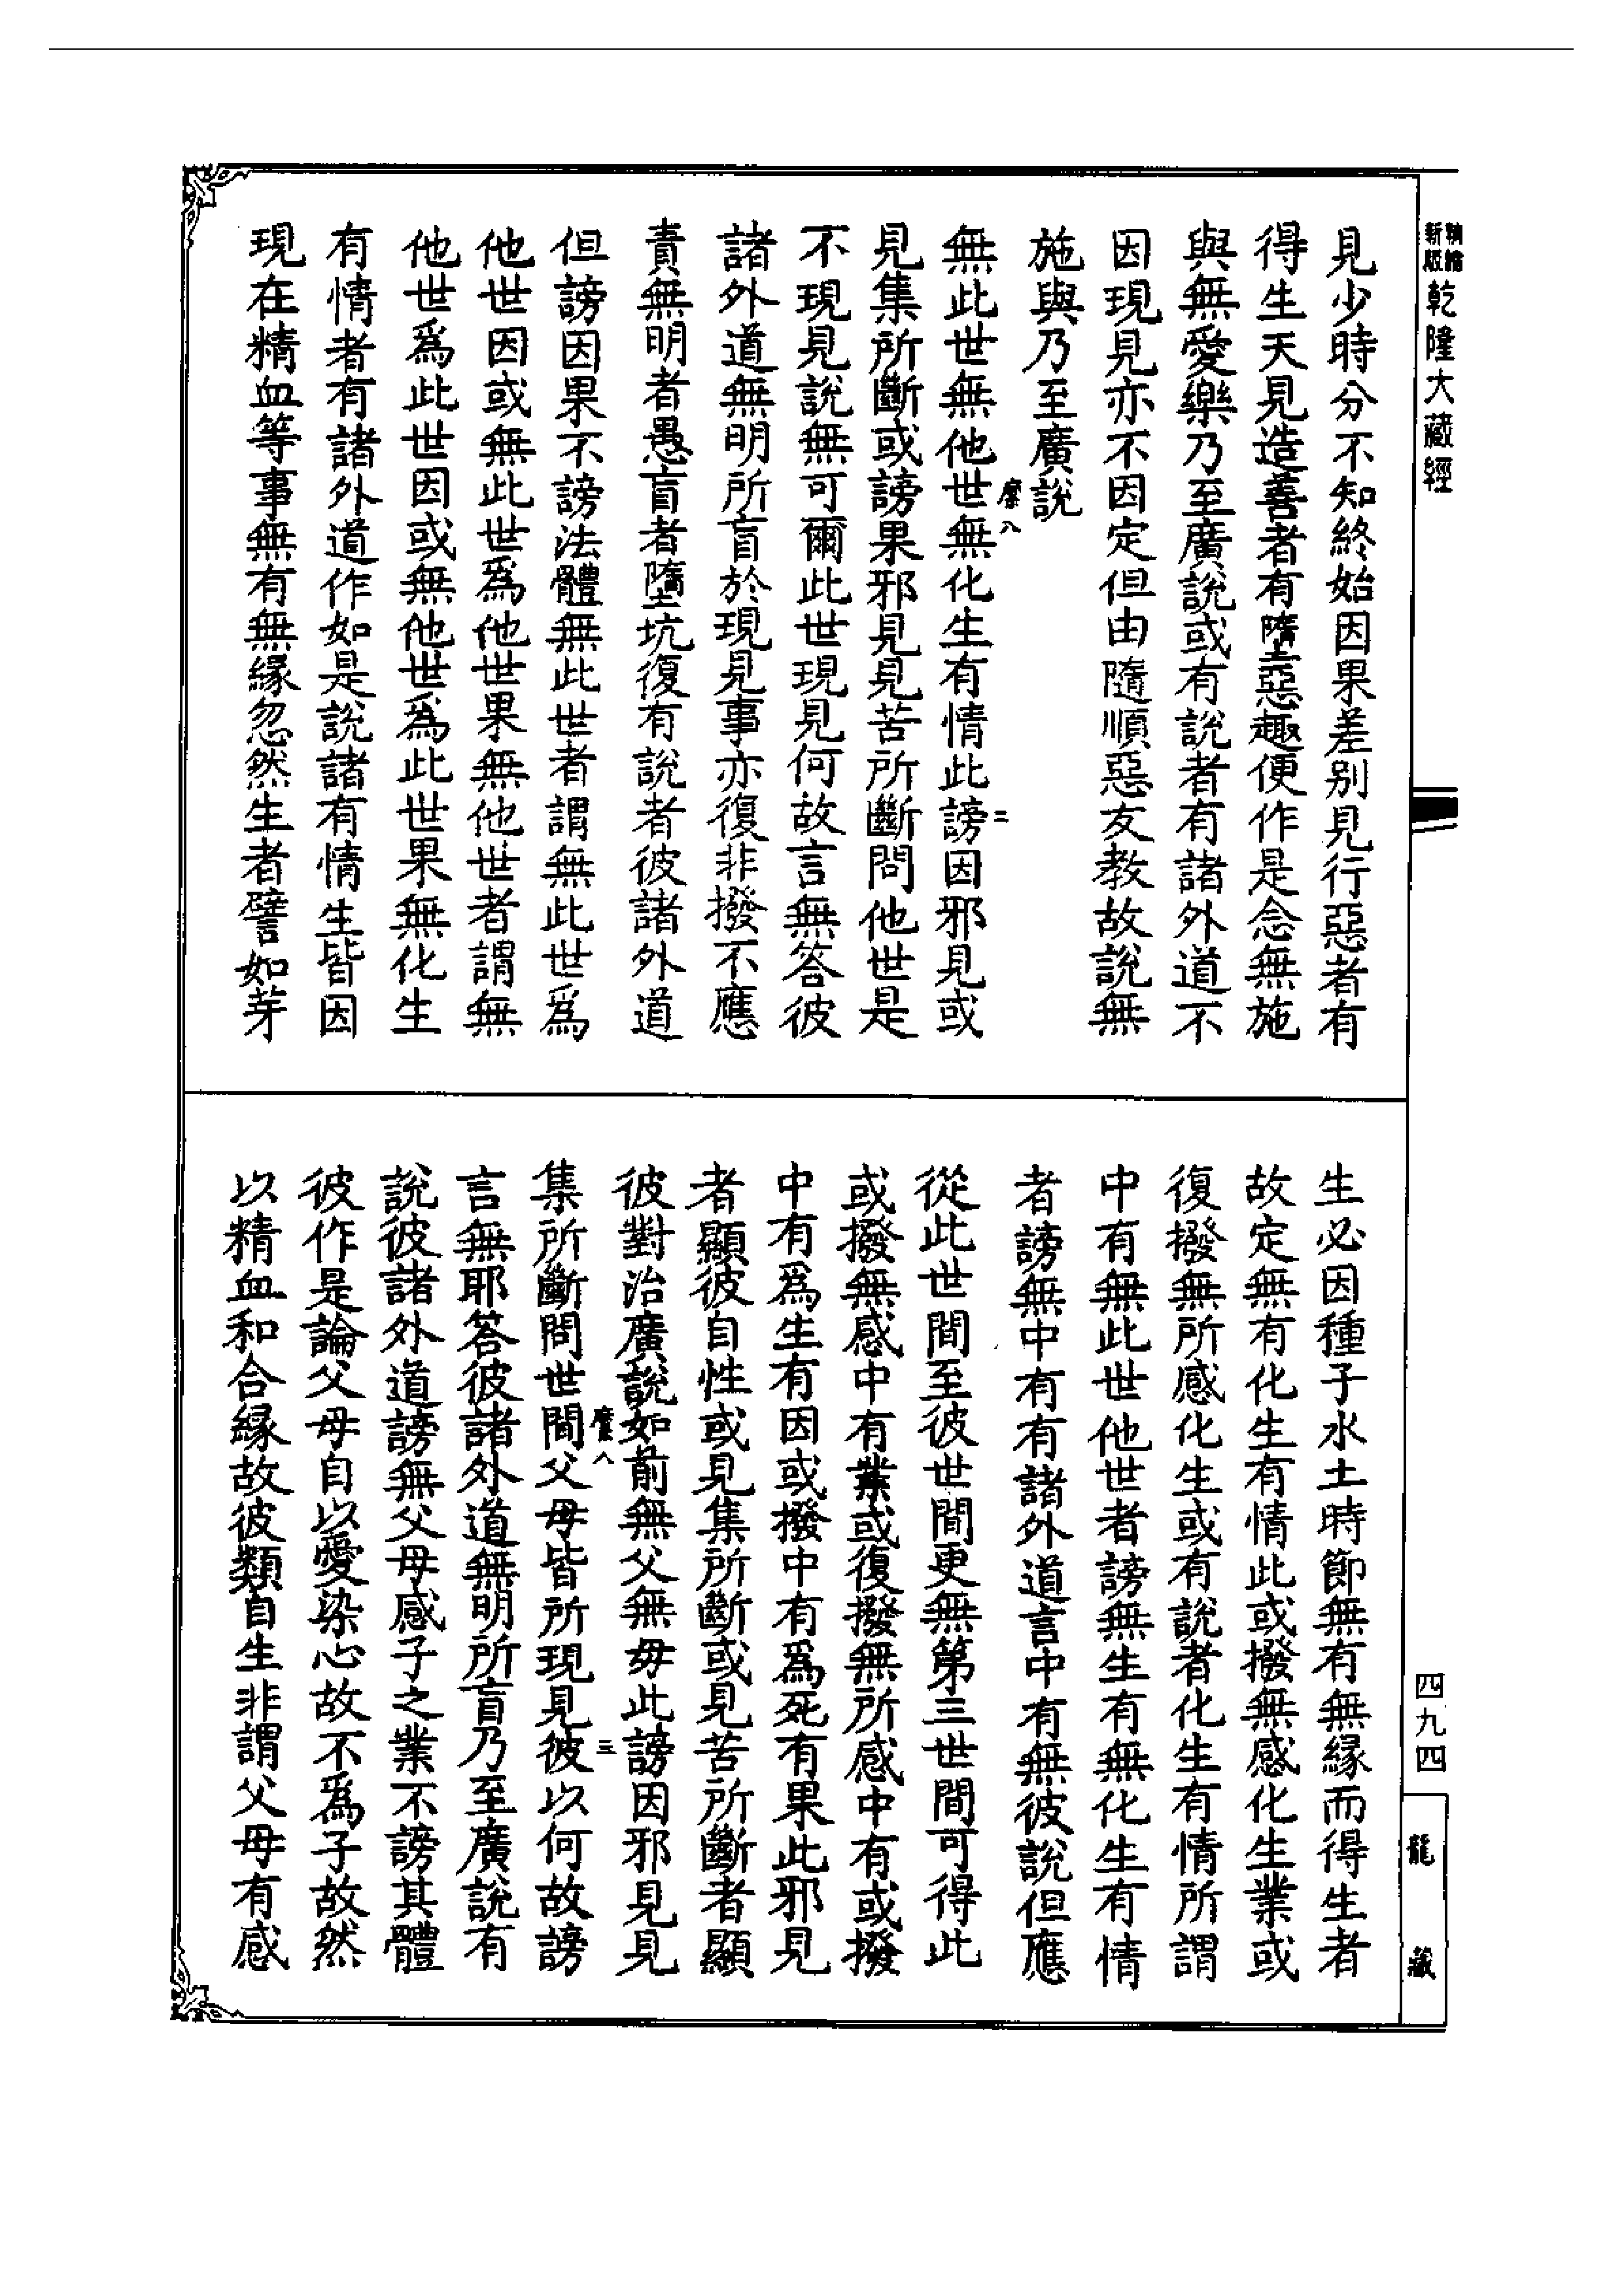 精縮
新版
乾隆大藏經
見少時分不知終始因果差别見行惡者有
得生天見造善者有墮惡趣便作是念無施
與無愛樂乃至廣説或有説者有諸外道不
因現見亦不因定但由隨順惡友教故説無
施與乃至廣説
麋八
二
無此世無他世無化生有情此謗因邪見或
見集所斷或謗果邪見見苦所斷問他世是
不現見説無可爾此世現見何故言無答彼
諸外道無明所盲於現見事亦復非撥不應
責無明者愚盲者墮坑復有説者彼諸外道
但謗因果不謗法體無此世者謂無此世爲
他世因或無此世爲他世果無他世者謂無
他世爲此世因或無他世爲此世果無化生
有情者有諸外道作如是説諸有情生皆因
現在精血等事無有無緣忽然生者譬如芽
生必因種子水土時節無有無緣而得生者
故定無有化生有情此或撥無感化生業或
復撥無所感化生或有説者化生有情所謂
中有無此世他世者謗無生有無化生有情
者謗無中有有諸外道言中有無彼説但應
從此世間至彼世間更無第三世間可得此
或撥無感中有業或復撥無所感中有或撥
中有爲生有因或撥中有爲死有果此邪見
者顯彼自性或見集所斷或見苦所斷者顯
彼對治廣説如前無父無母此謗因邪見見
麋八
三
集所斷問世間父母皆所現見彼以何故謗
言無耶答彼諸外道無明所盲乃至廣説有
説彼諸外道謗無父母感子之業不謗其體
彼作是論父母自以愛染心故不爲子故然
以精血和合緣故彼類自生非謂父母有感
四九四
龍藏